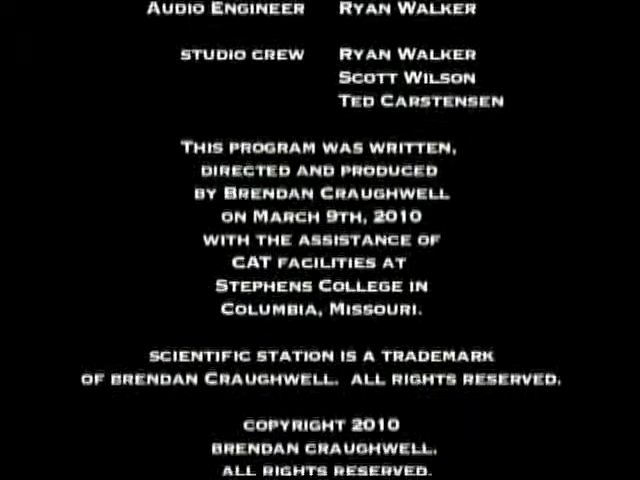 AUDIO ENGINEER RYAN WALKER
STUDIO CREW RYAN WALKER
SCOTT WILSON
TED CARSTENSEN
THIS PROGRAM WAS WRITTEN,
DIRECTED AND PRODUCED
BY BRENDAN CRAUGHWELL
ON MARCH 9TH, 2010
WITH THE ASSISTANCE OF
CAT FACILITIES AT
STEPHENS COLLEGE IN
COLUMBIA, MISSOURI.
SCIENTIFIC STATION IS A TRADEMARK
OF BRENDAN CRAUGHWELL. ALL RIGHTS RESERVED.
COPYRIGHT 2010
BRENDAN CRAUGHWELL.
ALL RIGHTS RESERVED.